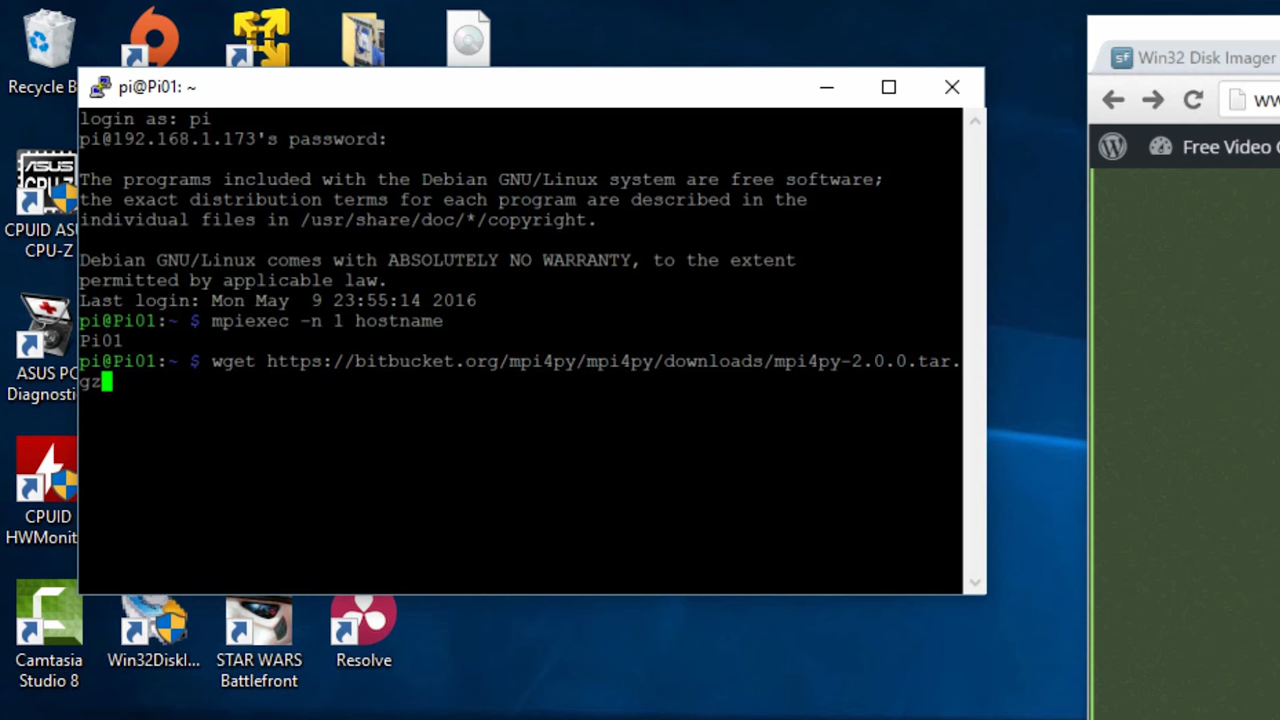 Recycle B
pi@Pi01: ~
login as: pi
pi@192.168.1.173's password:
The programs included with the Debian GNU/Linux system are free software;
the exact distribution terms for each program are described in the
individual files in /usr/share/doc/*/copyright.
Debian GNU/Linux comes with ABSOLUTELY NO WARRANTY, to the extent
permitted by applicable law.
Last login: Mon May  9 23:55:14 2016
pi@Pi01:~ $ mpiexec -n 1 hostname
Pi01
pi@Pi01:~ $ wget https://bitbucket.org/mpi4py/mpi4py/downloads/mpi4py-2.0.0.tar.
gz
ASUS
CPU-Z
CPUID AS
CPU-Z
ASUS PC
Diagnostic
CPUID
HWMonit
Camtasia
Studio 8
Win32DiskI...
STAR WARS
Battlefront
Resolve
sf Win32 Disk Imager
ww
Free Video